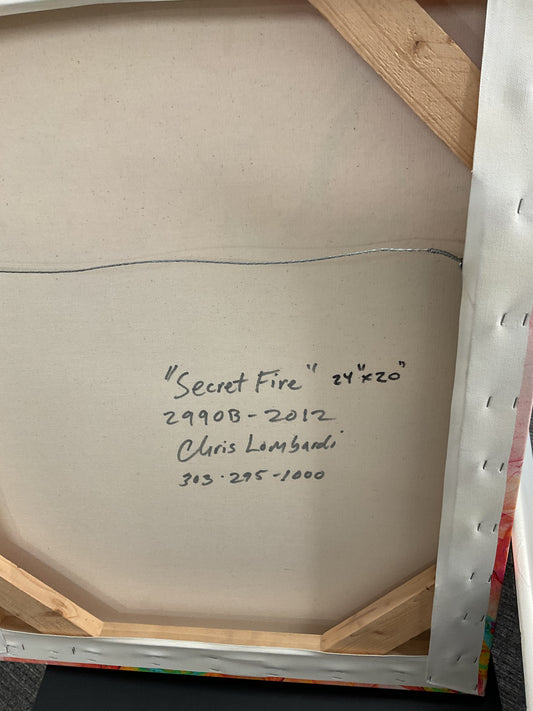 "Secret Fire" 24"x20"
2990B-2012
Chris Lombardi
303-295-1000